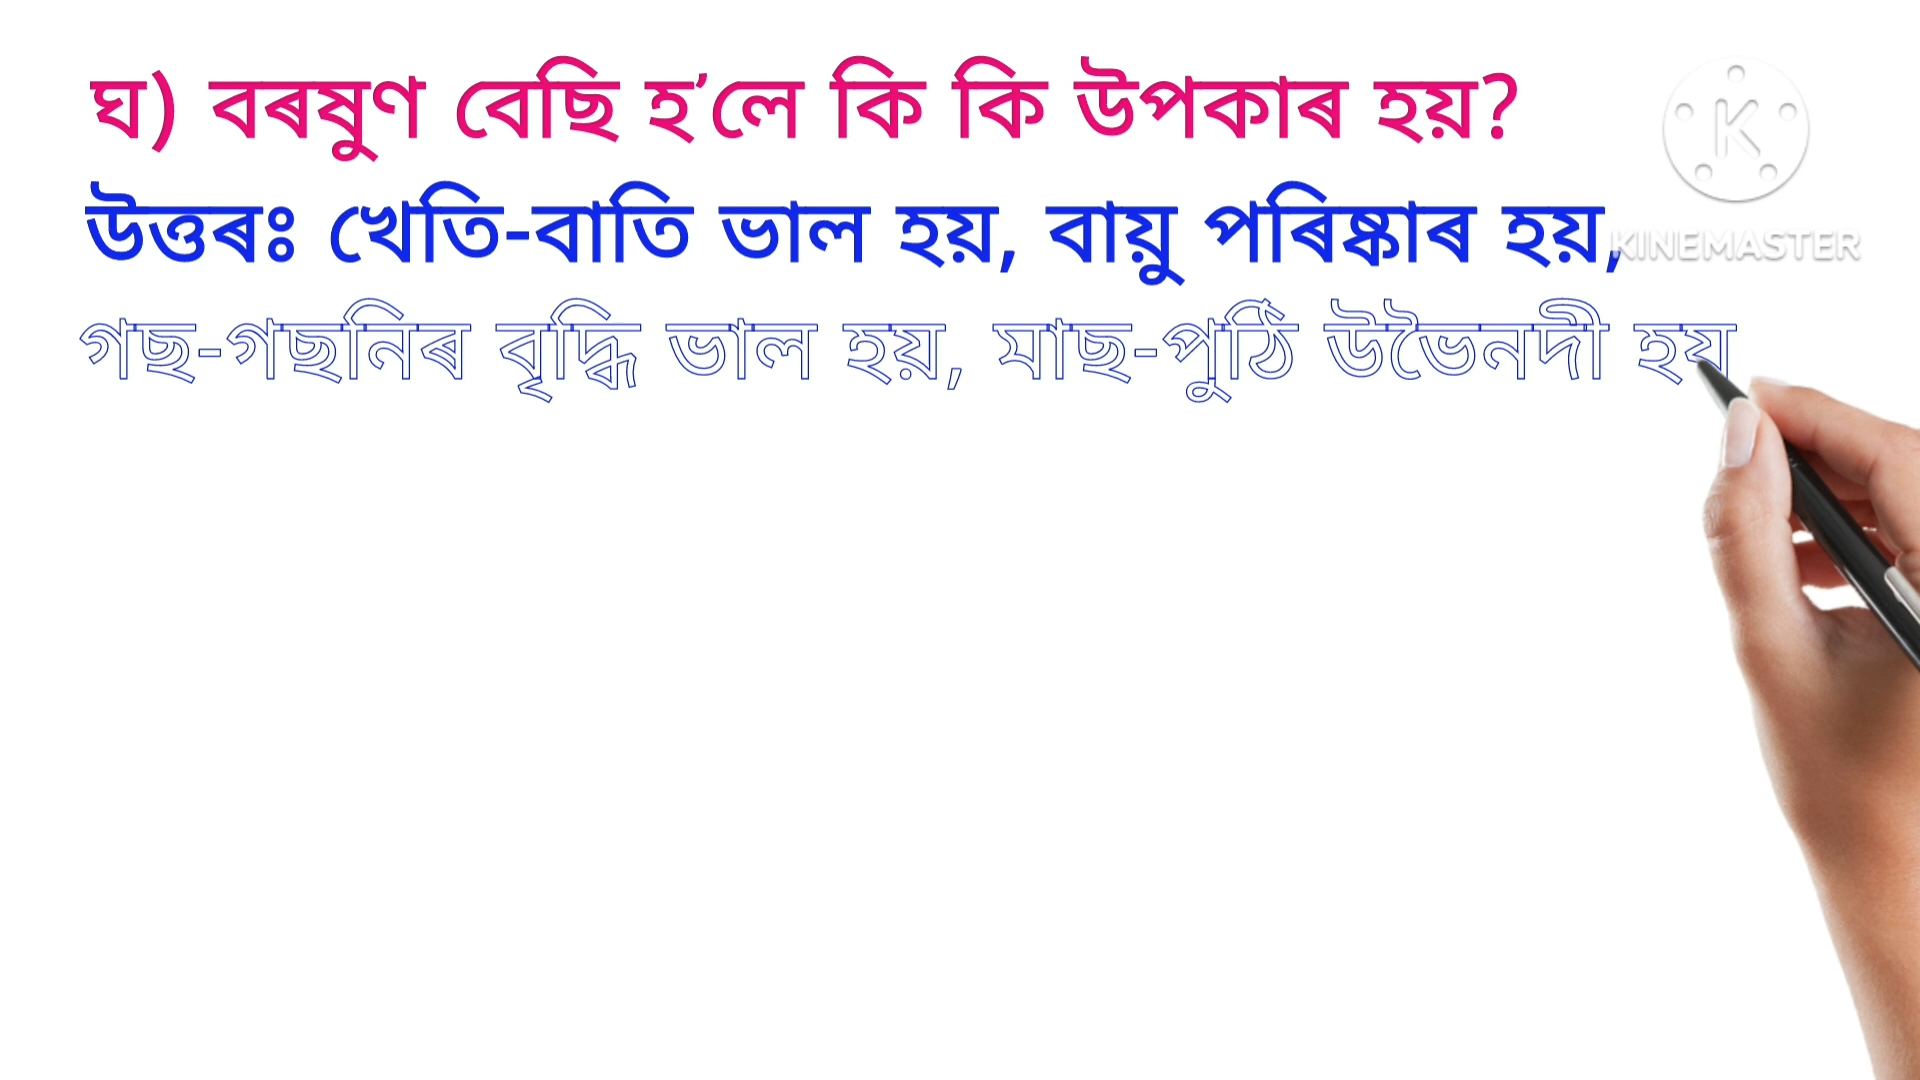 ঘ) বৰষুণ বেছি হ’লে কি কি উপকাৰ হয়?
উত্তৰঃ খেতি-বাতি ভাল হয়, বায়ু পৰিষ্কাৰ হয়,
গছ-গছনিৰ বৃদ্ধি ভাল হয়, মাছ-পুঠি উভৈনদী হয়
K
KINEMASTER